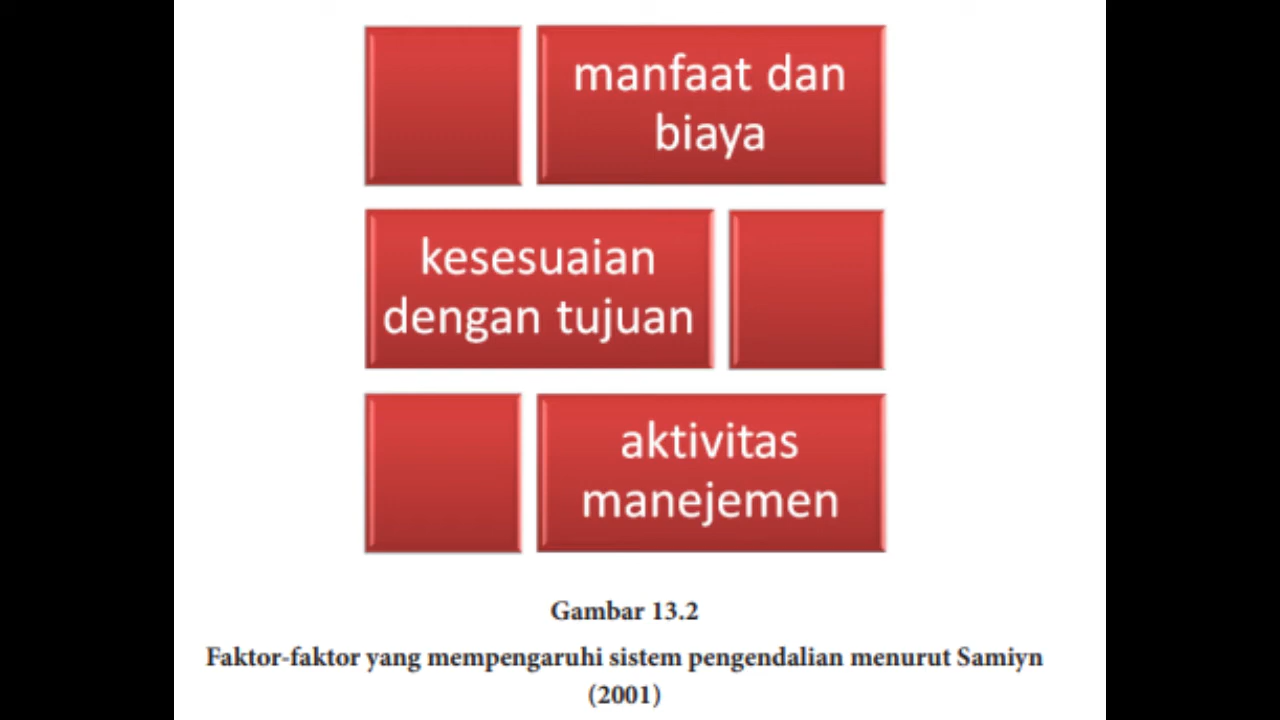 manfaat dan
biaya
kesesuaian
dengan tujuan
aktivitas
manejemen
Gambar 13.2
Faktor-faktor yang mempengaruhi sistem pengendalian menurut Samiyn
(2001)